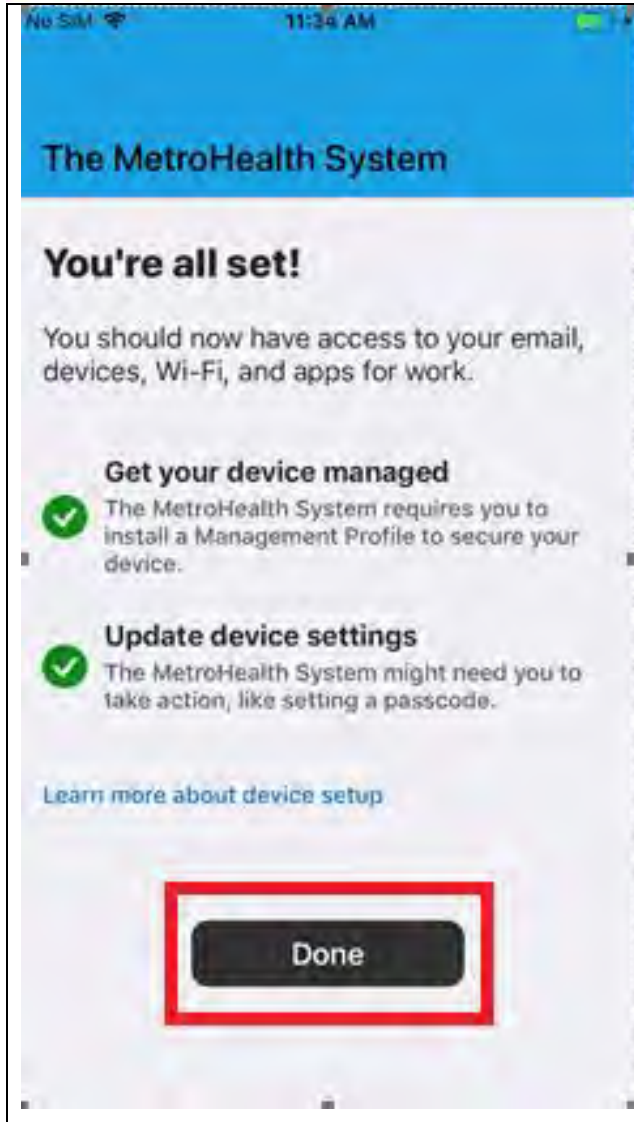 No SIM 11:34 AM
The MetroHealth System
You're all set!
You should now have access to your email,
devices, Wi-Fi, and apps for work.
Get your device managed
The MetroHealth System requires you to
install a Management Profile to secure your
device.
Update device settings
The MetroHealth System might need you to
take action, like setting a passcode.
Learn more about device setup
Done